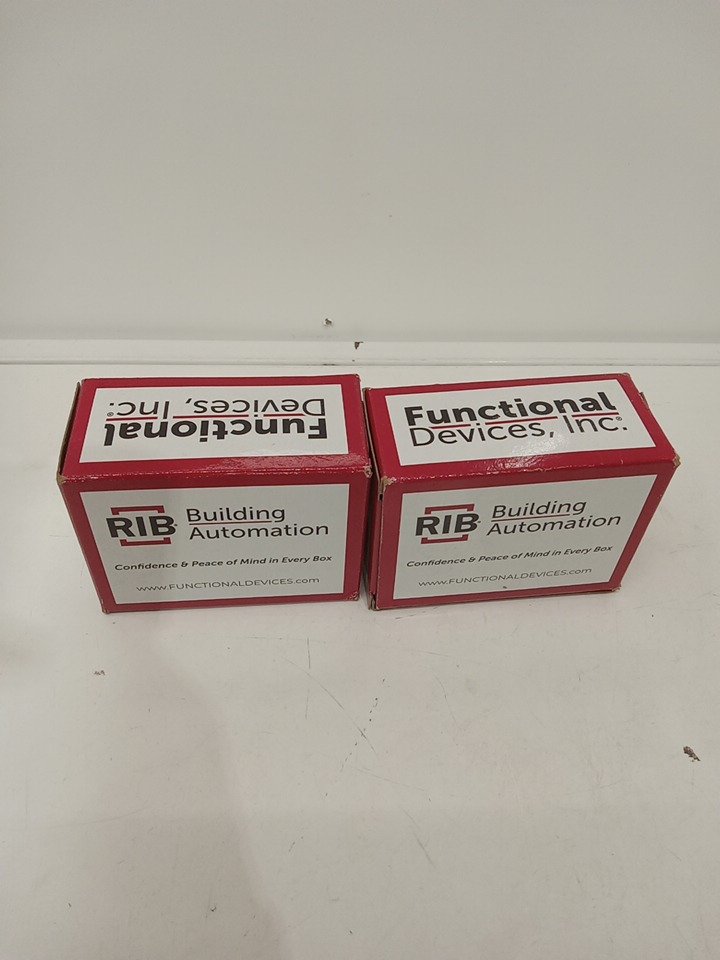 Functional
Devices, Inc.®
RIB®
Building
Automation
Confidence & Peace of Mind in Every Box
www.FUNCTIONALDEVICES.com
Functional
Devices, Inc.®
RIB®
Building
Automation
Confidence & Peace of Mind in Every Box
www.FUNCTIONALDEVICES.com